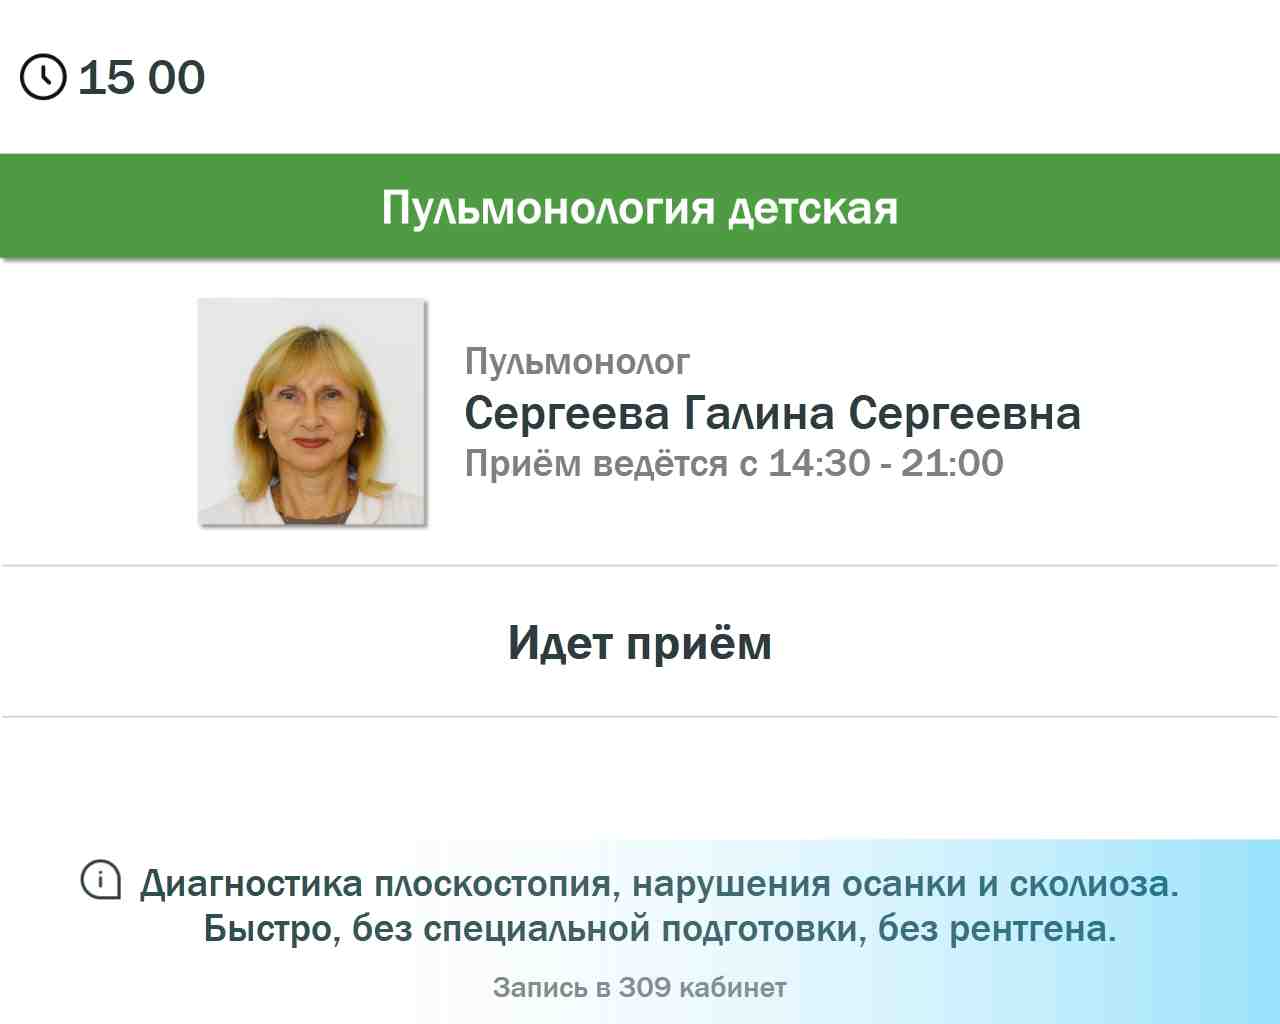 15 00
Пульмонология детская
Пульмонолог
Сергеева Галина Сергеевна
Приём ведётся с 14:30 - 21:00
Идет приём
Диагностика плоскостопия, нарушения осанки и сколиоза.
Быстро, без специальной подготовки, без рентгена.
Запись в 309 кабинет